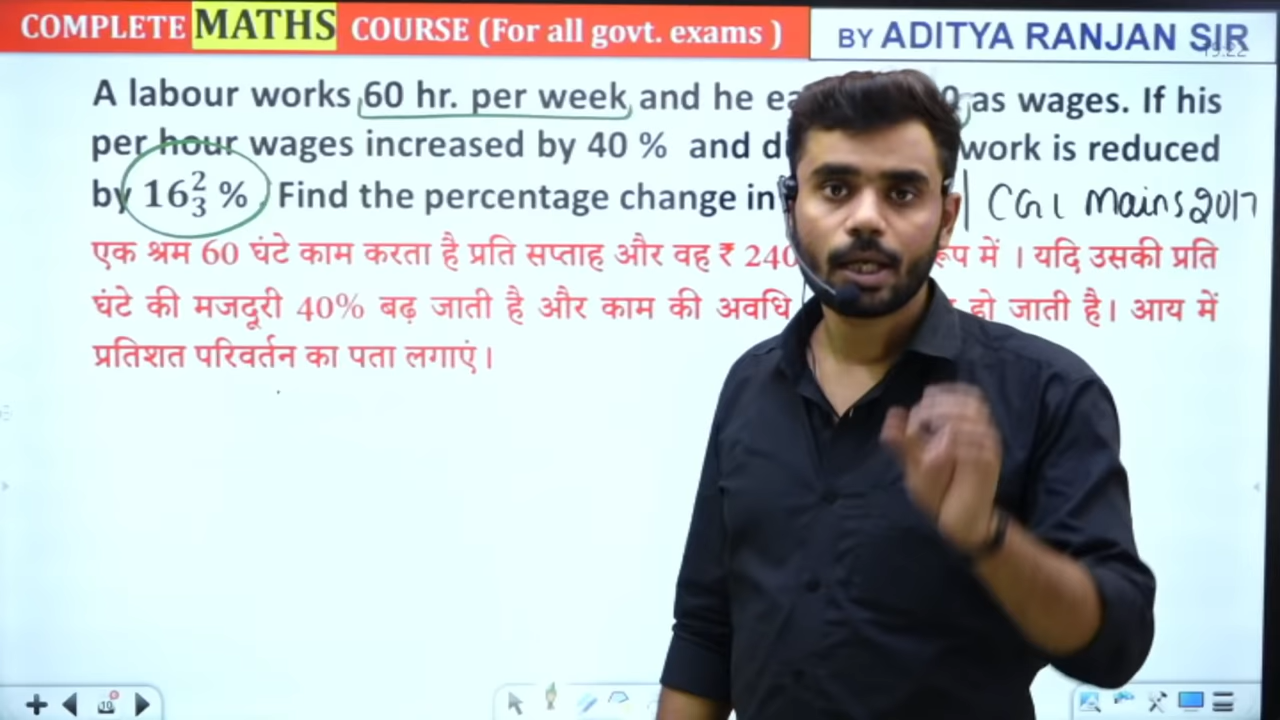 COMPLETE MATHS COURSE (For all govt. exams )
BY ADITYA RANJAN SIR
A labour works 60 hr. per week and he as wages. If his
per hour wages increased by 40 % and work is reduced
by 16 2/3 % Find the percentage change in CGL Mains 2017
एक श्रम 60 घंटे काम करता है प्रति सप्ताह और वह ₹ 240 में । यदि उसकी प्रति
घंटे की मजदूरी 40% बढ़ जाती है और काम की अवधि हो जाती है। आय में
प्रतिशत परिवर्तन का पता लगाएं।